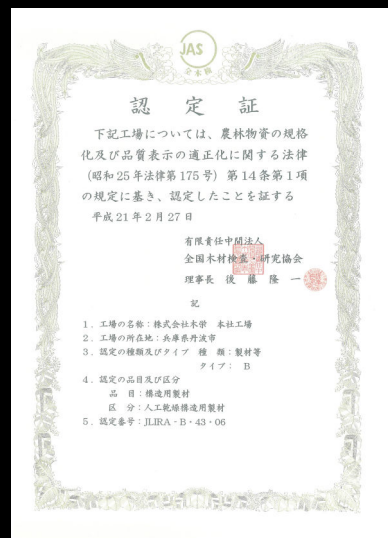 JAS
全木検
認定証
下記工場については、農林物資の規格
化及び品質表示の適正化に関する法律
(昭和25年法律第175号)第14条第1項
の規定に基き、認定したことを証する
平成21年2月27日
有限責任中間法人
全国木材検査・研究協会
理事長 後藤隆一
記
1. 工場の名称:株式会社木栄 本社工場
2. 工場の所在地:兵庫県丹波市
3. 認定の種類及びタイプ 種 類:製材等
タイプ: B
4. 認定の品目及び区分
品 目:構造用製材
区 分:人工乾燥構造用製材
5. 認定番号:JLIRA-B・43・06